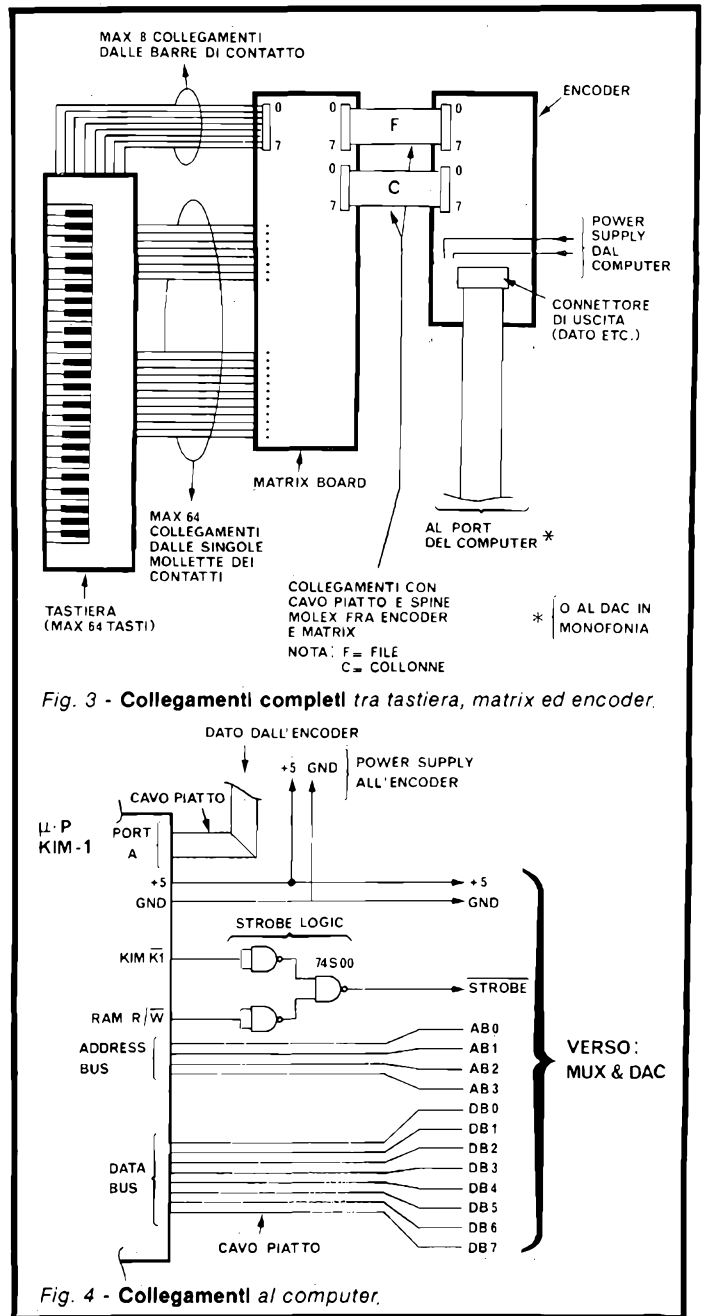 MAX 8 COLLEGAMENTI
DALLE BARRE DI CONTATTO
ENCODER
0
7
0
7
F
0
7
0
7
C
0
7
POWER
SUPPLY
DAL
COMPUTER
CONNETTORE
DI USCITA
(DATO ETC.)
MATRIX BOARD
MAX 64
COLLEGAMENTI
DALLE SINGOLE
MOLLETTE DEI
CONTATTI
AL PORT
DEL COMPUTER *
TASTIERA
(MAX 64 TASTI)
COLLEGAMENTI CON
CAVO PIATTO E SPINE
MOLEX FRA ENCODER
E MATRIX
NOTA: F= FILE
C= COLLONNE
* O AL DAC IN
MONOFONIA
Fig. 3 - Collegamenti completi tra tastiera, matrix ed encoder.
DATO DALL'ENCODER
+5 GND
POWER SUPPLY
ALL'ENCODER
CAVO PIATTO
μ·P
KIM-1
PORT
A
+5
GND
+5
GND
STROBE LOGIC
KIM K1
74S00
STROBE
RAM R/W
ADDRESS
BUS
AB0
AB1
AB2
AB3
VERSO:
MUX & DAC
DATA
BUS
DB0
DB1
DB2
DB3
DB4
DB5
DB6
DB7
CAVO PIATTO
Fig. 4 - Collegamenti al computer.